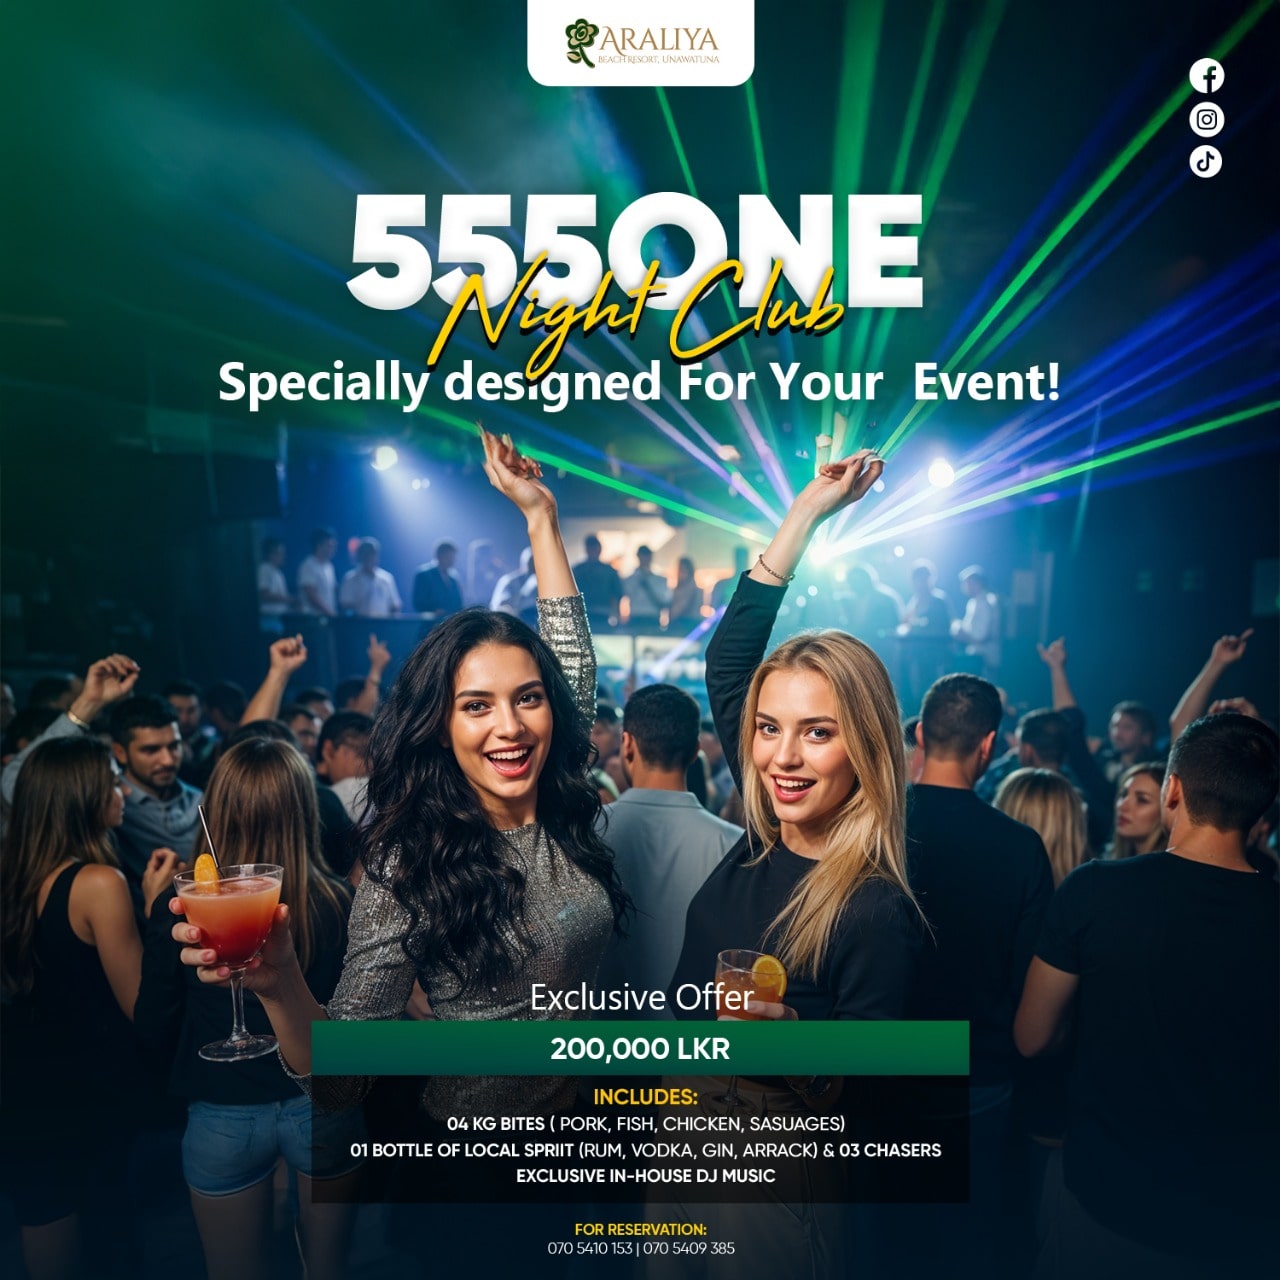 ARALIYA
BEACH RESORT, UNAWATUNA
555ONE
Night Club
Specially designed For Your Event!
Exclusive Offer
200,000 LKR
INCLUDES:
04 KG BITES ( PORK, FISH, CHICKEN, SASUAGES)
01 BOTTLE OF LOCAL SPRIIT (RUM, VODKA, GIN, ARRACK) & 03 CHASERS
EXCLUSIVE IN-HOUSE DJ MUSIC
FOR RESERVATION:
070 5410 153 | 070 5409 385